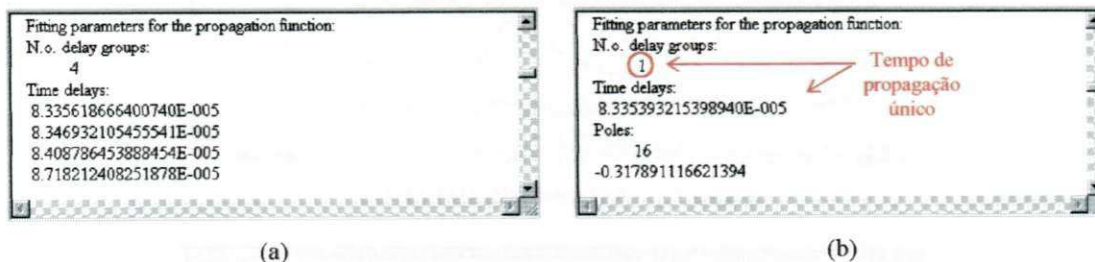 Fitting parameters for the propagation function:
N.o. delay groups:
4
Time delays:
8.335618666400740E-005
8.346932105455541E-005
8.408786453888454E-005
8.718212408251878E-005
(a)
Fitting parameters for the propagation function:
N.o. delay groups:
1
Time delays:
8.335393215398940E-005
Poles:
16
-0.317891116621394
Tempo de
propagação
único
(b)